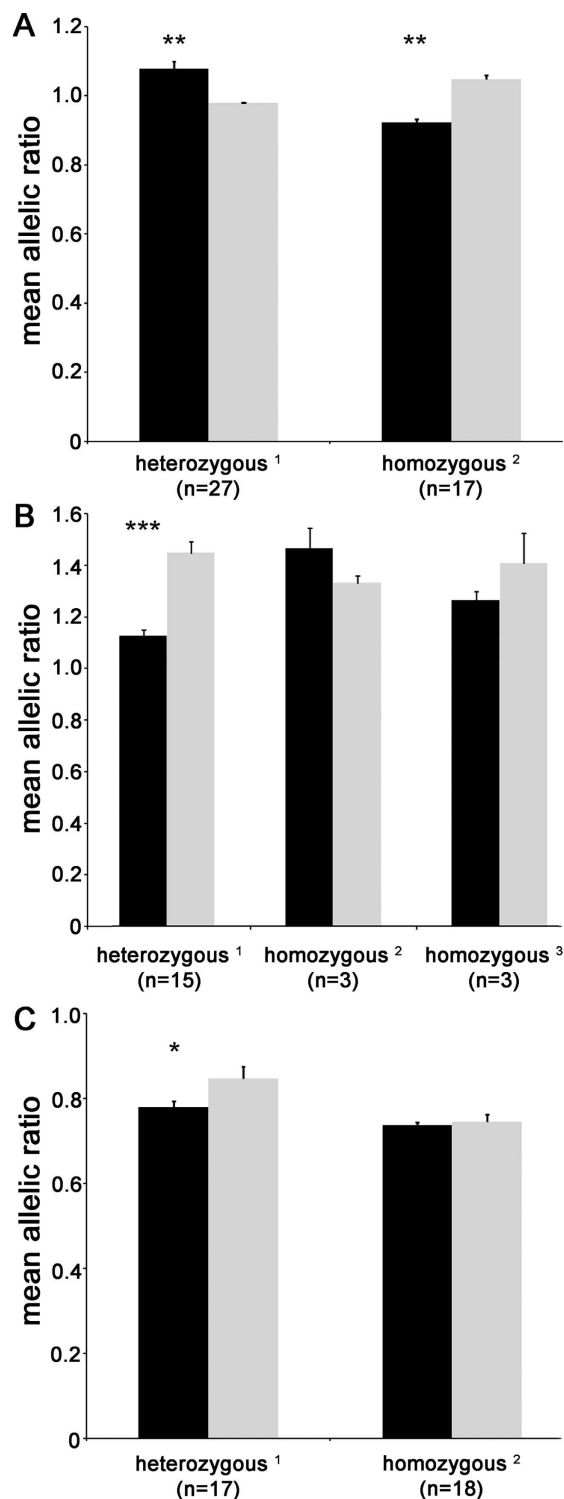 A
mean allelic ratio
1.2
1.0
0.8
0.6
0.4
0.2
0
** **
heterozygous 1 homozygous 2
(n=27) (n=17)
B
mean allelic ratio
1.6
1.4
1.2
1.0
0.8
0.6
0.4
0.2
0
***
heterozygous 1 homozygous 2 homozygous 3
(n=15) (n=3) (n=3)
C
mean allelic ratio
1.0
0.8
0.6
0.4
0.2
0
*
heterozygous 1 homozygous 2
(n=17) (n=18)